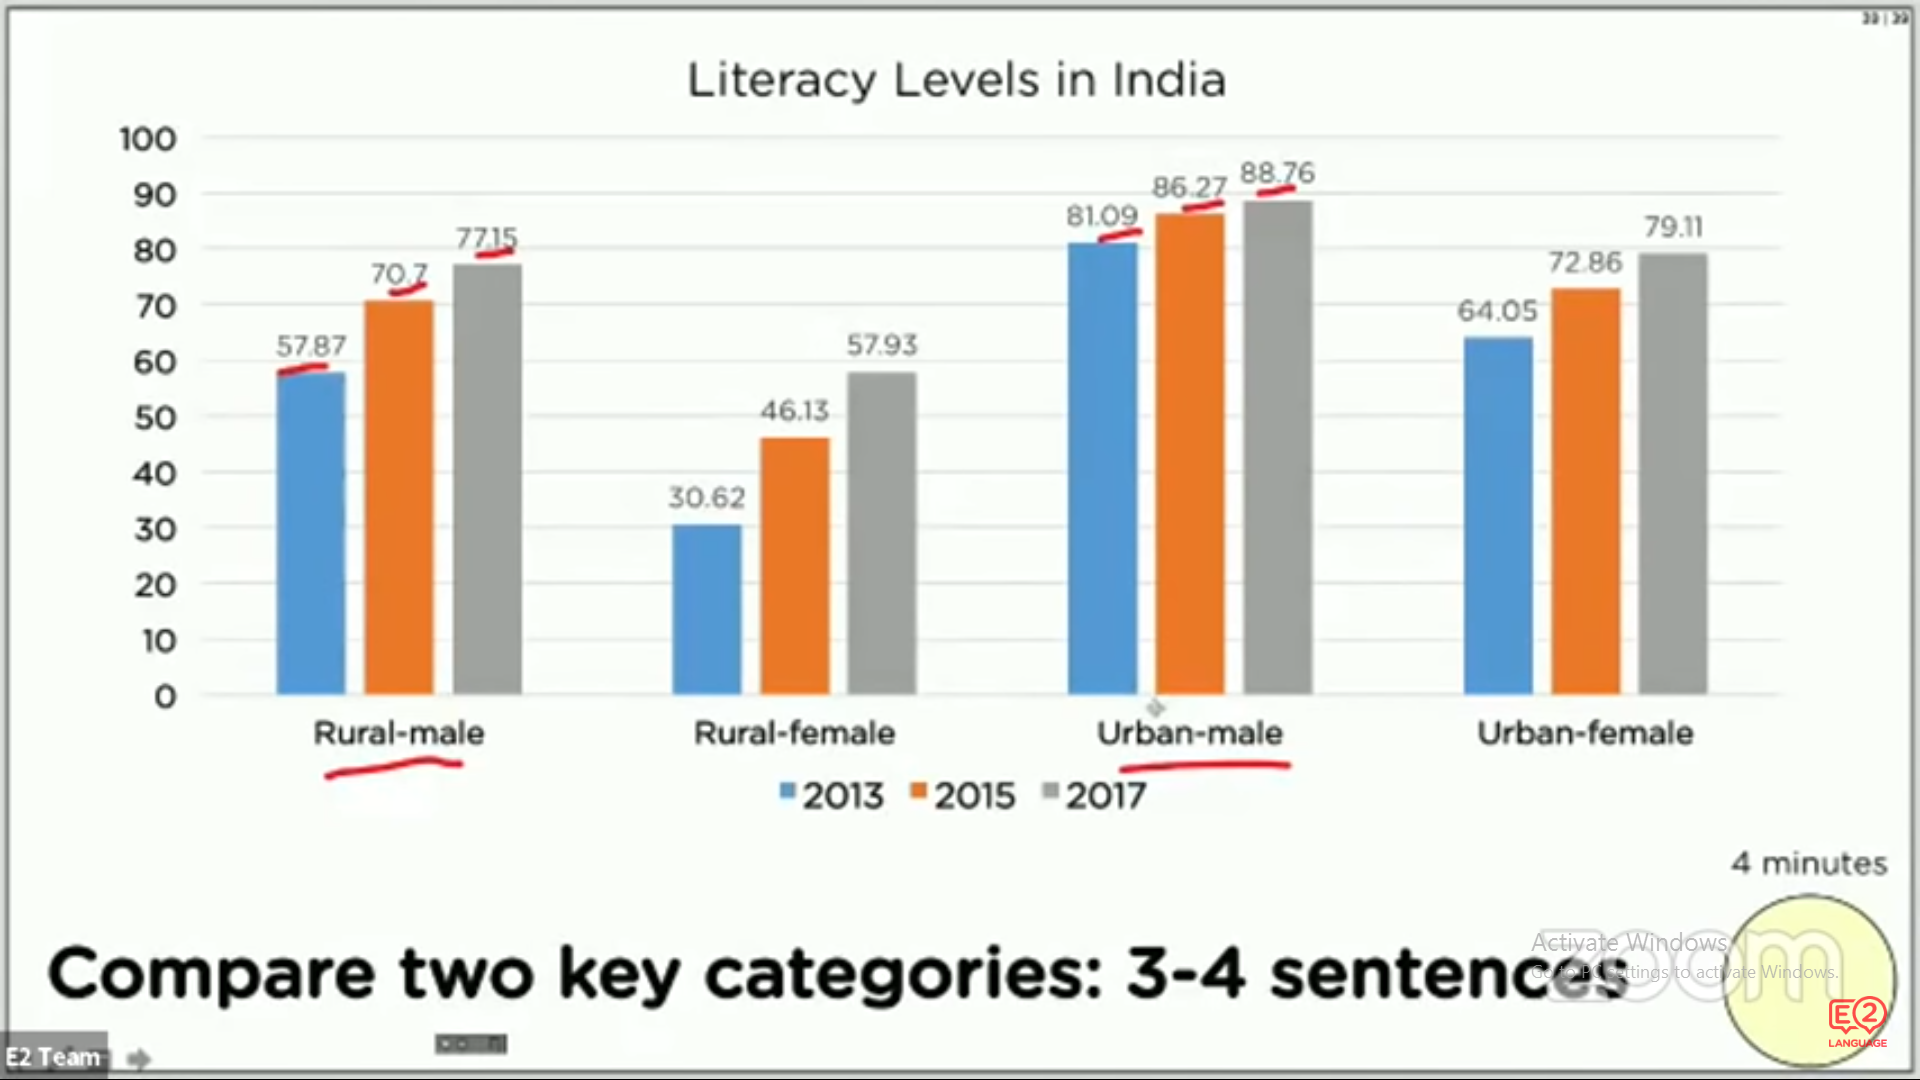 39 | 39
Literacy Levels in India
100
90
80
70
60
50
40
30
20
10
0
57.87
70.7
77.15
30.62
46.13
57.93
81.09
86.27
88.76
64.05
72.86
79.11
Rural-male
Rural-female
Urban-male
Urban-female
2013 2015 2017
4 minutes
Compare two key categories: 3-4 sentences
zoom
Activate Windows
Go to PC settings to activate Windows.
E2
LANGUAGE
E2 Team